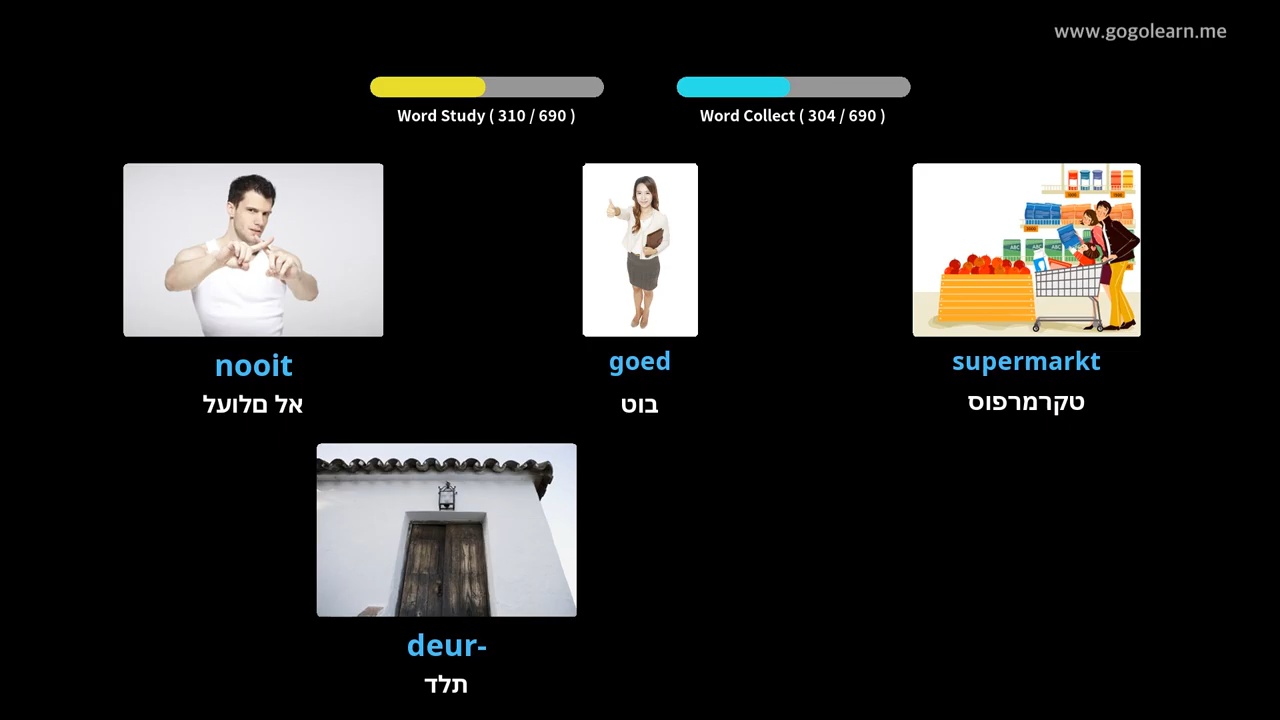 www.gogolearn.me
Word Study ( 310 / 690 )
Word Collect ( 304 / 690 )
nooit
אל םלועל
goed
בוט
supermarkt
טקרמרפוס
deur-
תלד